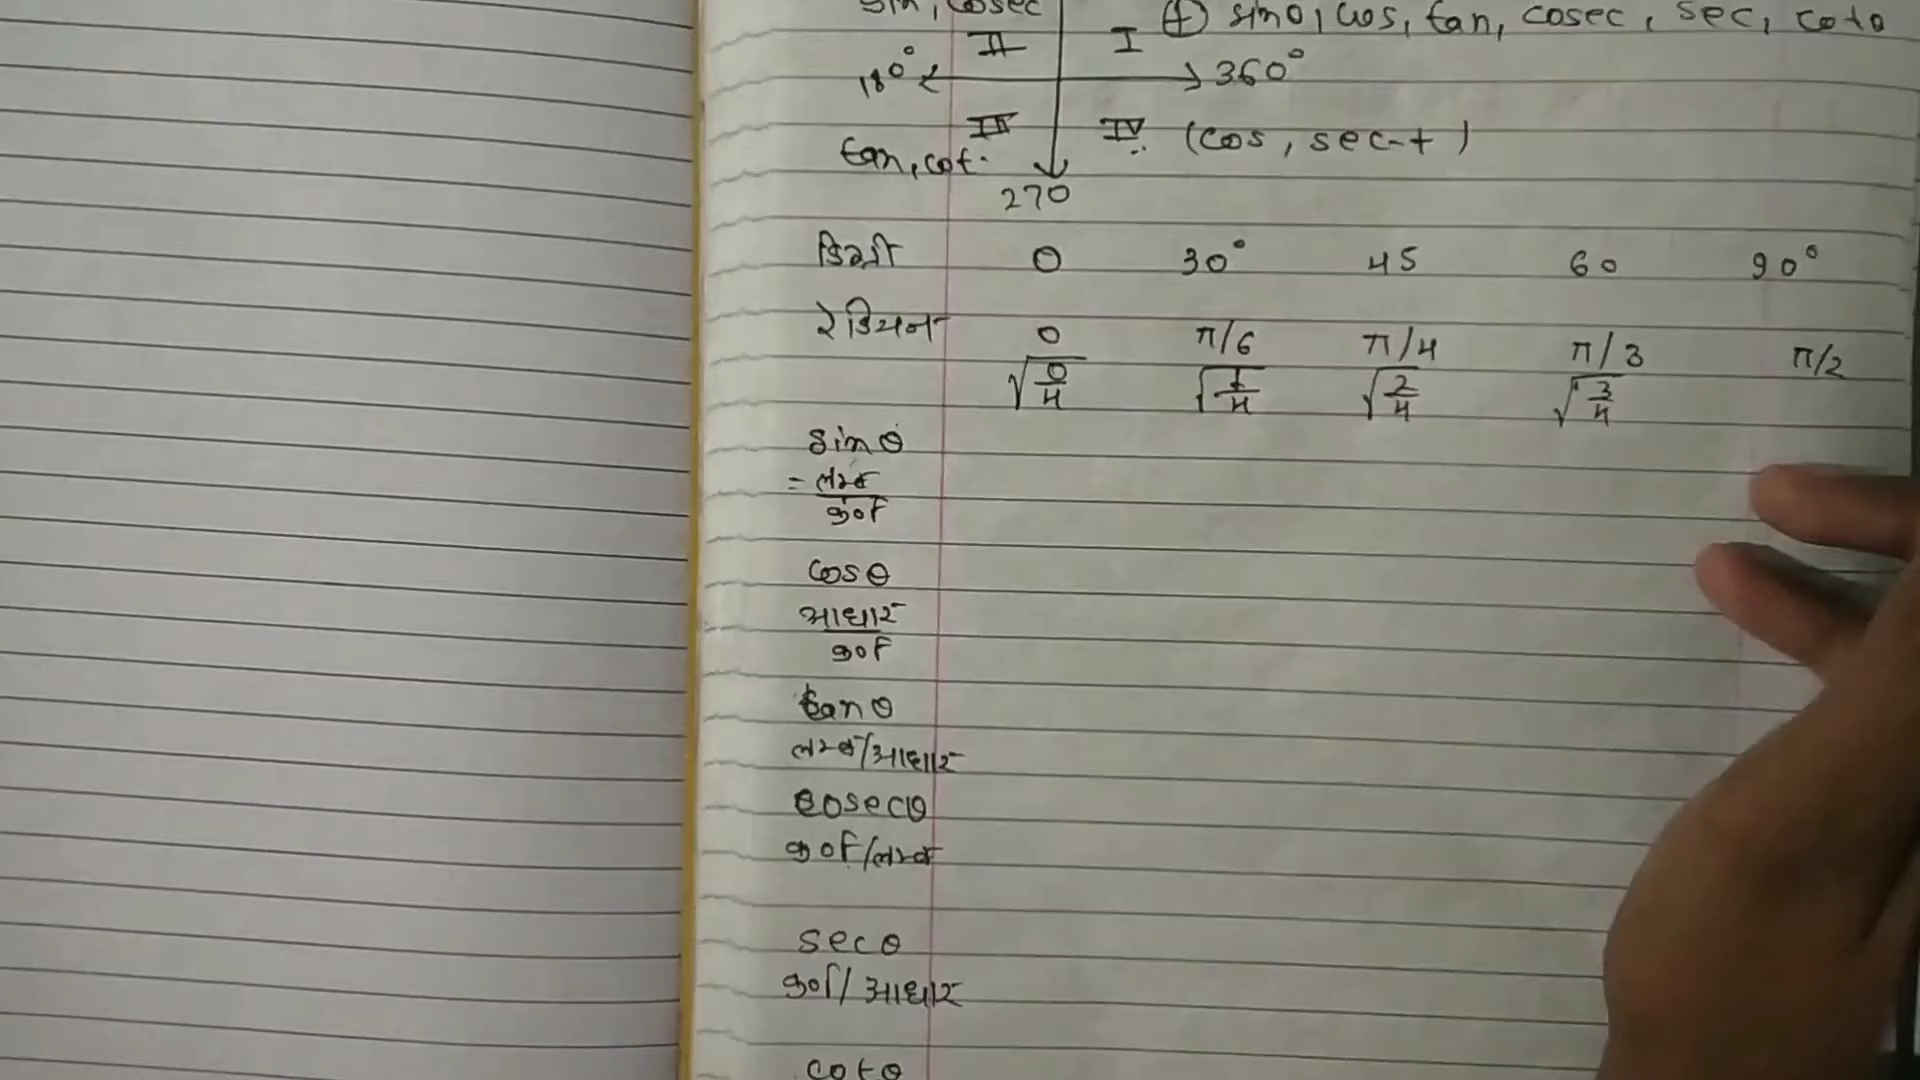 sin, cosec
(+) sinθ, cos, tan, cosec, sec, cotθ
II I
180° 360°
III IV (cos, sec-+)
tan, cot.
270
डिग्री 0 30° 45 60 90°
रेडियन 0 π/6 π/4 π/3 π/2
√0/4 √1/4 √2/4 √3/4
sinθ
= लम्ब
कर्ण
cosθ
आधार
कर्ण
tanθ
लम्ब/आधार
cosecθ
कर्ण/लम्ब
secθ
कर्ण/आधार
cotθ